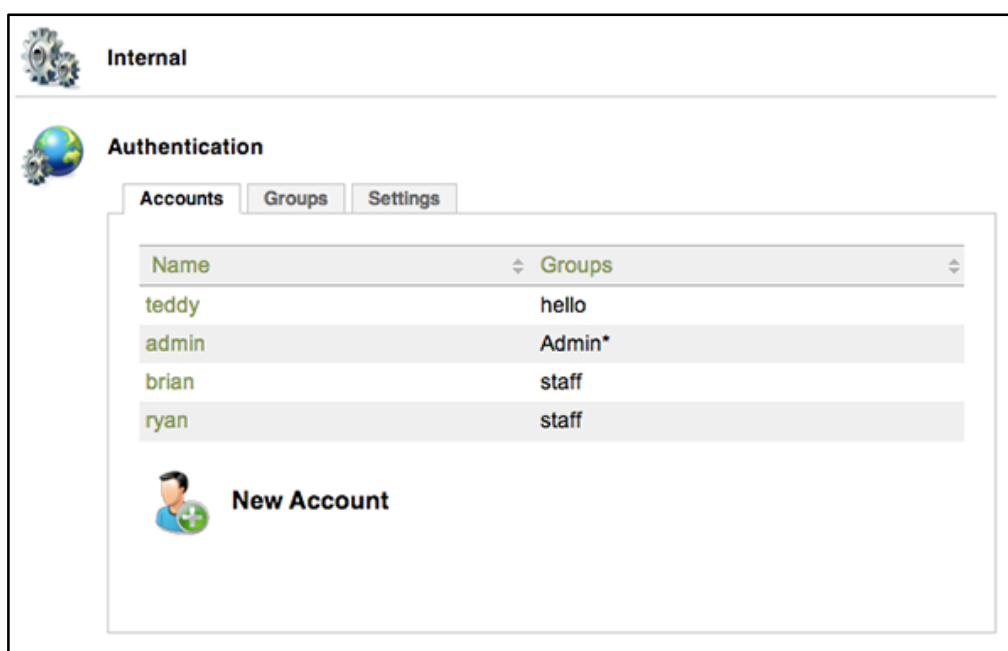 Internal
Authentication
Accounts Groups Settings
Name Groups
teddy hello
admin Admin*
brian staff
ryan staff
New Account